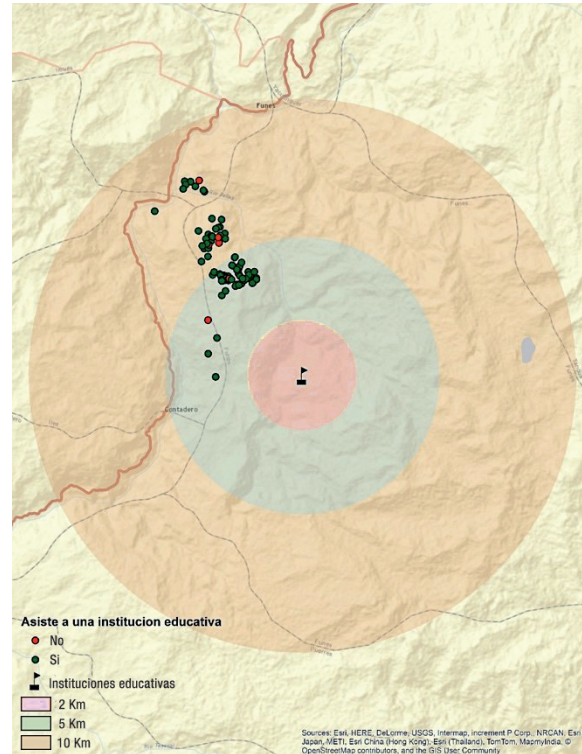 Funes
Funes
Contadero
Asiste a una institucion educativa
No
Si
Instituciones educativas
2 Km
5 Km
10 Km
Sources: Esri, HERE, DeLorme, USGS, Intermap, increment P Corp., NRCAN, Esri
Japan, METI, Esri China (Hong Kong), Esri (Thailand), TomTom, MapmyIndia, ©
OpenStreetMap contributors, and the GIS User Community